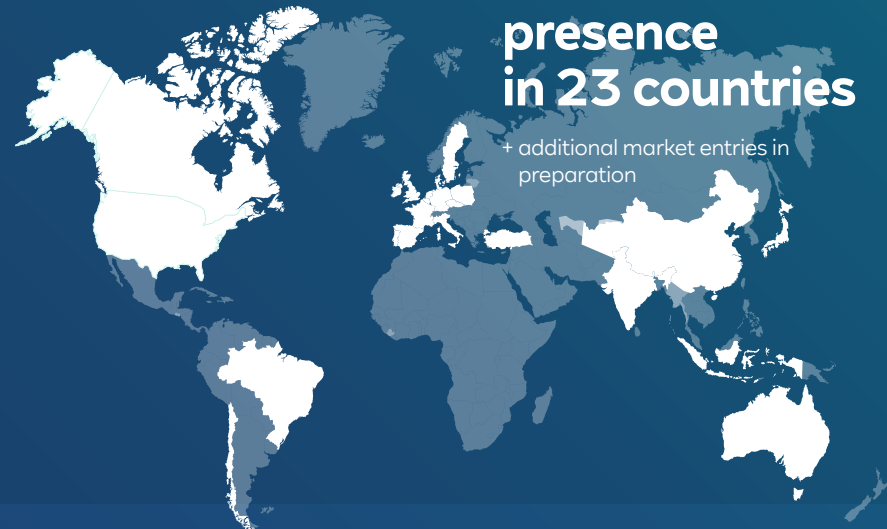 presence
in 23 countries
+ additional market entries in
preparation